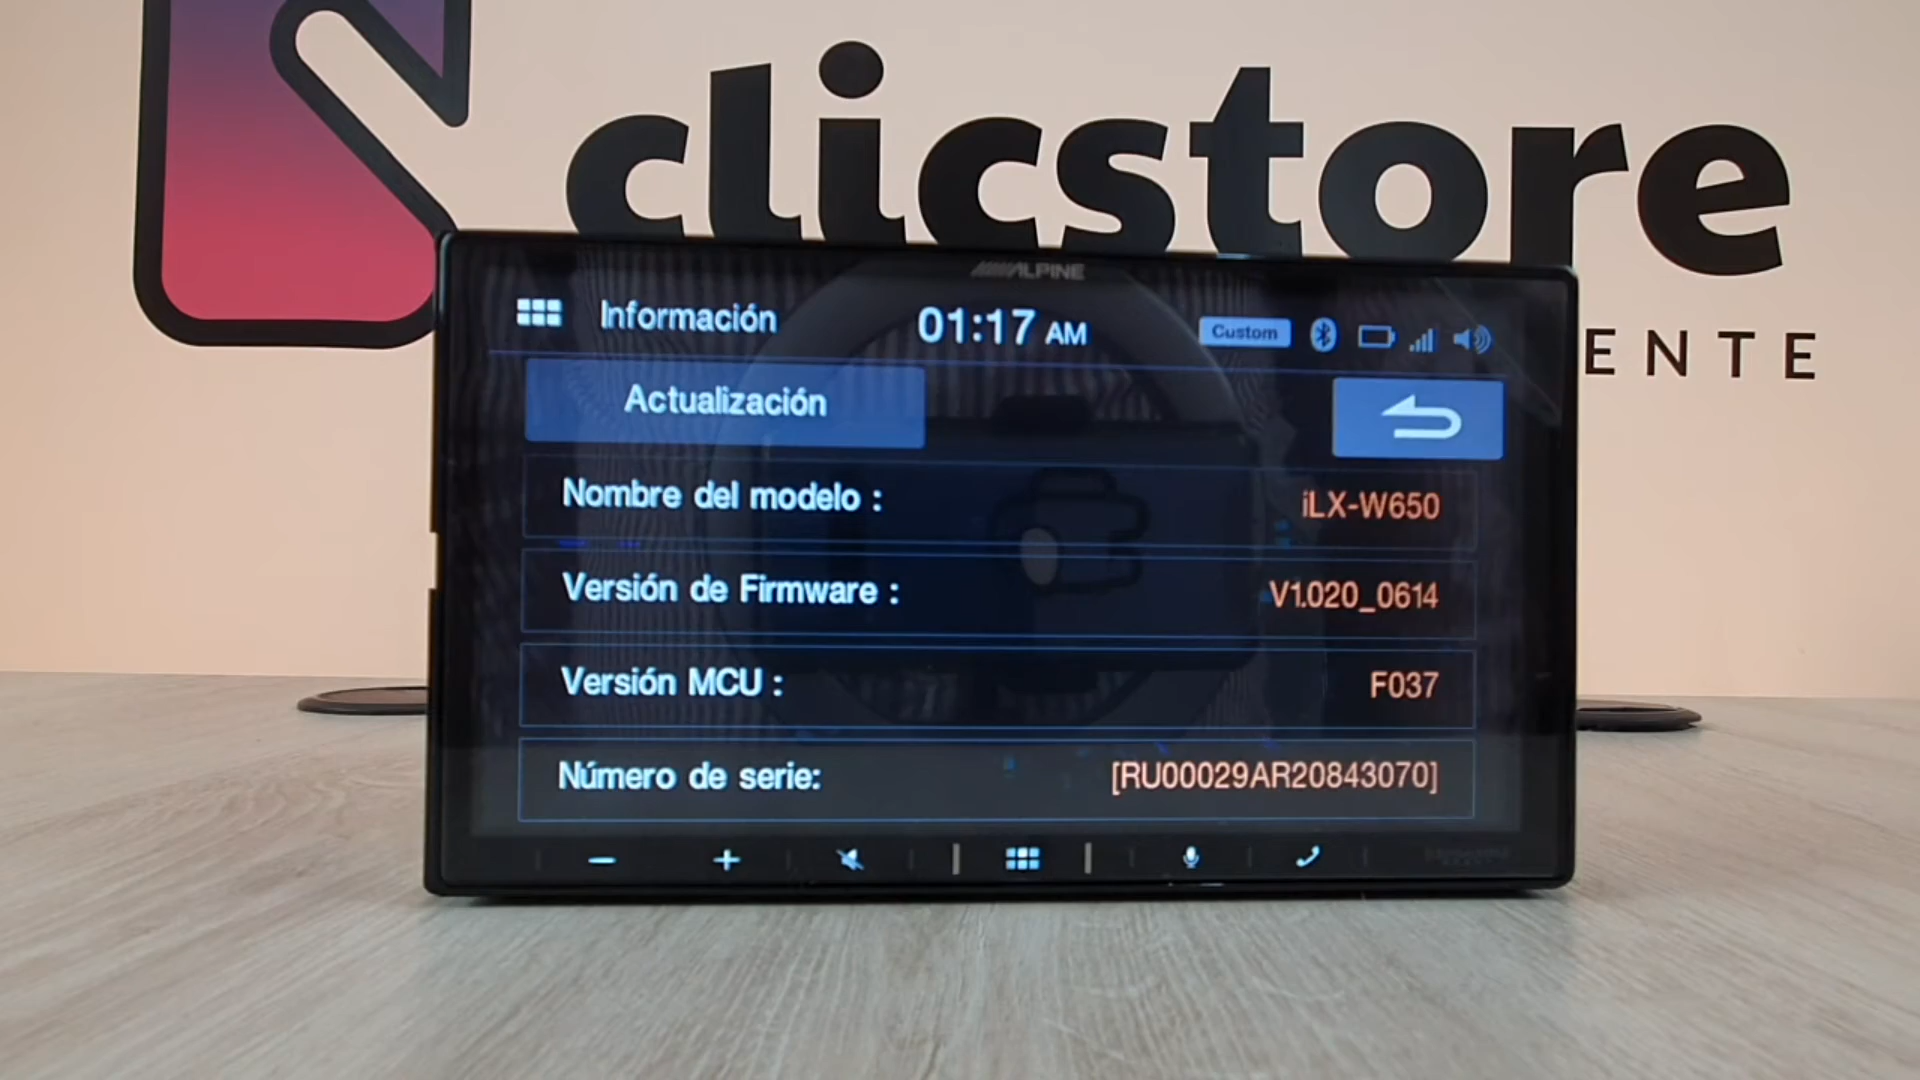 clicstore
ENTE
ALPINE
Información 01:17 AM Custom
Actualización
Nombre del modelo : iLX-W650
Versión de Firmware : V1.020_0614
Versión MCU : F037
Número de serie: [RU00029AR20843070]